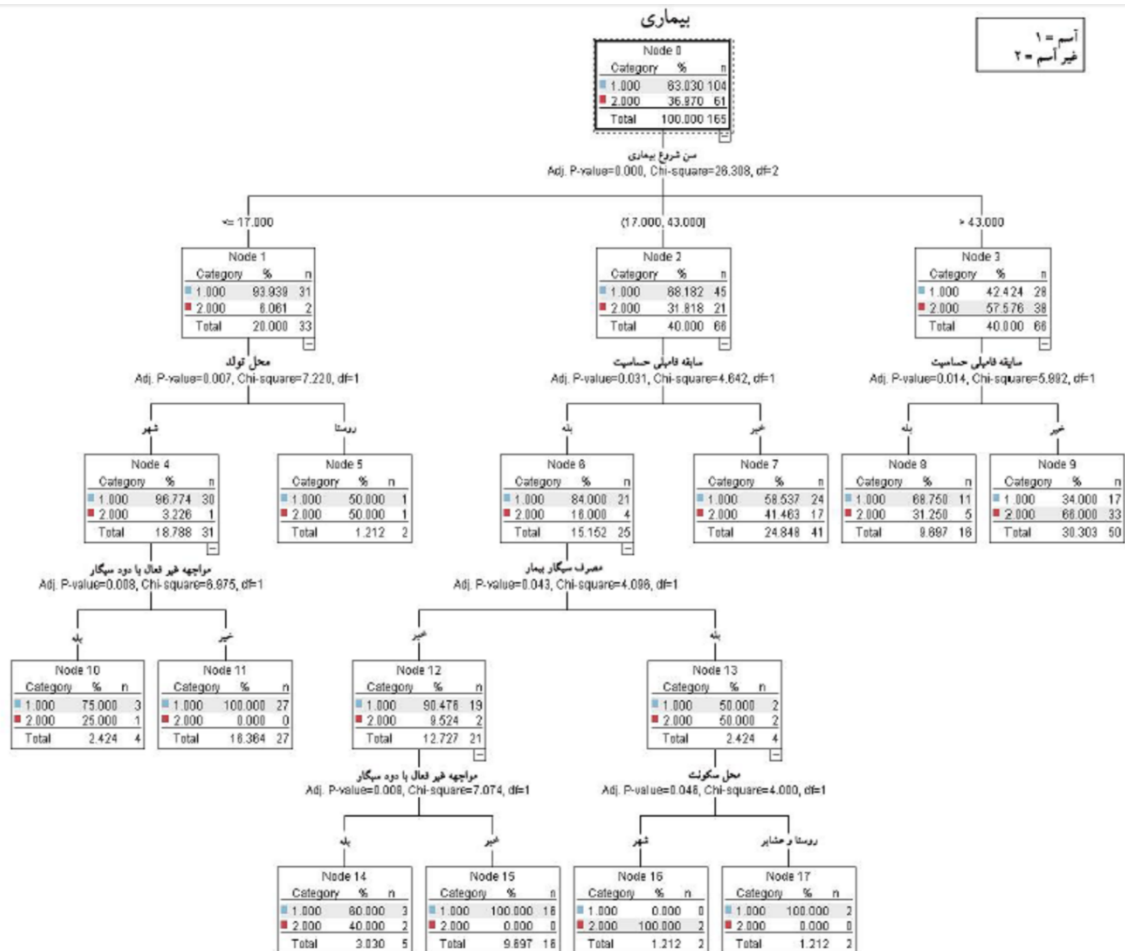 بیماری
آسم = ۱
غیر آسم = ۲
Node 0
Category % n
1.000 63.030 104
2.000 36.970 61
Total 100.000 165
سن شروع بیماری
Adj. P-value=0.000, Chi-square=26.308, df=2
<= 17.000
(17.000, 43.000]
> 43.000
Node 1
Category % n
1.000 93.939 31
2.000 6.061 2
Total 20.000 33
Node 2
Category % n
1.000 68.182 45
2.000 31.818 21
Total 40.000 66
Node 3
Category % n
1.000 42.424 28
2.000 57.576 38
Total 40.000 66
محل تولد
Adj. P-value=0.007, Chi-square=7.220, df=1
سابقه فامیلی حساسیت
Adj. P-value=0.031, Chi-square=4.642, df=1
سابقه فامیلی حساسیت
Adj. P-value=0.014, Chi-square=5.992, df=1
شهر
روستا
بله
خیر
بله
خیر
Node 4
Category % n
1.000 96.774 30
2.000 3.226 1
Total 18.788 31
Node 5
Category % n
1.000 50.000 1
2.000 50.000 1
Total 1.212 2
Node 6
Category % n
1.000 84.000 21
2.000 16.000 4
Total 15.152 25
Node 7
Category % n
1.000 58.537 24
2.000 41.463 17
Total 24.848 41
Node 8
Category % n
1.000 68.750 11
2.000 31.250 5
Total 9.697 16
Node 9
Category % n
1.000 34.000 17
2.000 66.000 33
Total 30.303 50
مواجهه غیر فعال با دود سیگار
Adj. P-value=0.008, Chi-square=6.975, df=1
مصرف سیگار بیمار
Adj. P-value=0.043, Chi-square=4.096, df=1
بله
خیر
خیر
بله
Node 10
Category % n
1.000 75.000 3
2.000 25.000 1
Total 2.424 4
Node 11
Category % n
1.000 100.000 27
2.000 0.000 0
Total 16.364 27
Node 12
Category % n
1.000 90.476 19
2.000 9.524 2
Total 12.727 21
Node 13
Category % n
1.000 50.000 2
2.000 50.000 2
Total 2.424 4
مواجهه غیر فعال با دود سیگار
Adj. P-value=0.008, Chi-square=7.074, df=1
محل سکونت
Adj. P-value=0.046, Chi-square=4.000, df=1
بله
خیر
شهر
روستا و عشایر
Node 14
Category % n
1.000 60.000 3
2.000 40.000 2
Total 3.030 5
Node 15
Category % n
1.000 100.000 16
2.000 0.000 0
Total 9.697 16
Node 16
Category % n
1.000 0.000 0
2.000 100.000 2
Total 1.212 2
Node 17
Category % n
1.000 100.000 2
2.000 0.000 0
Total 1.212 2